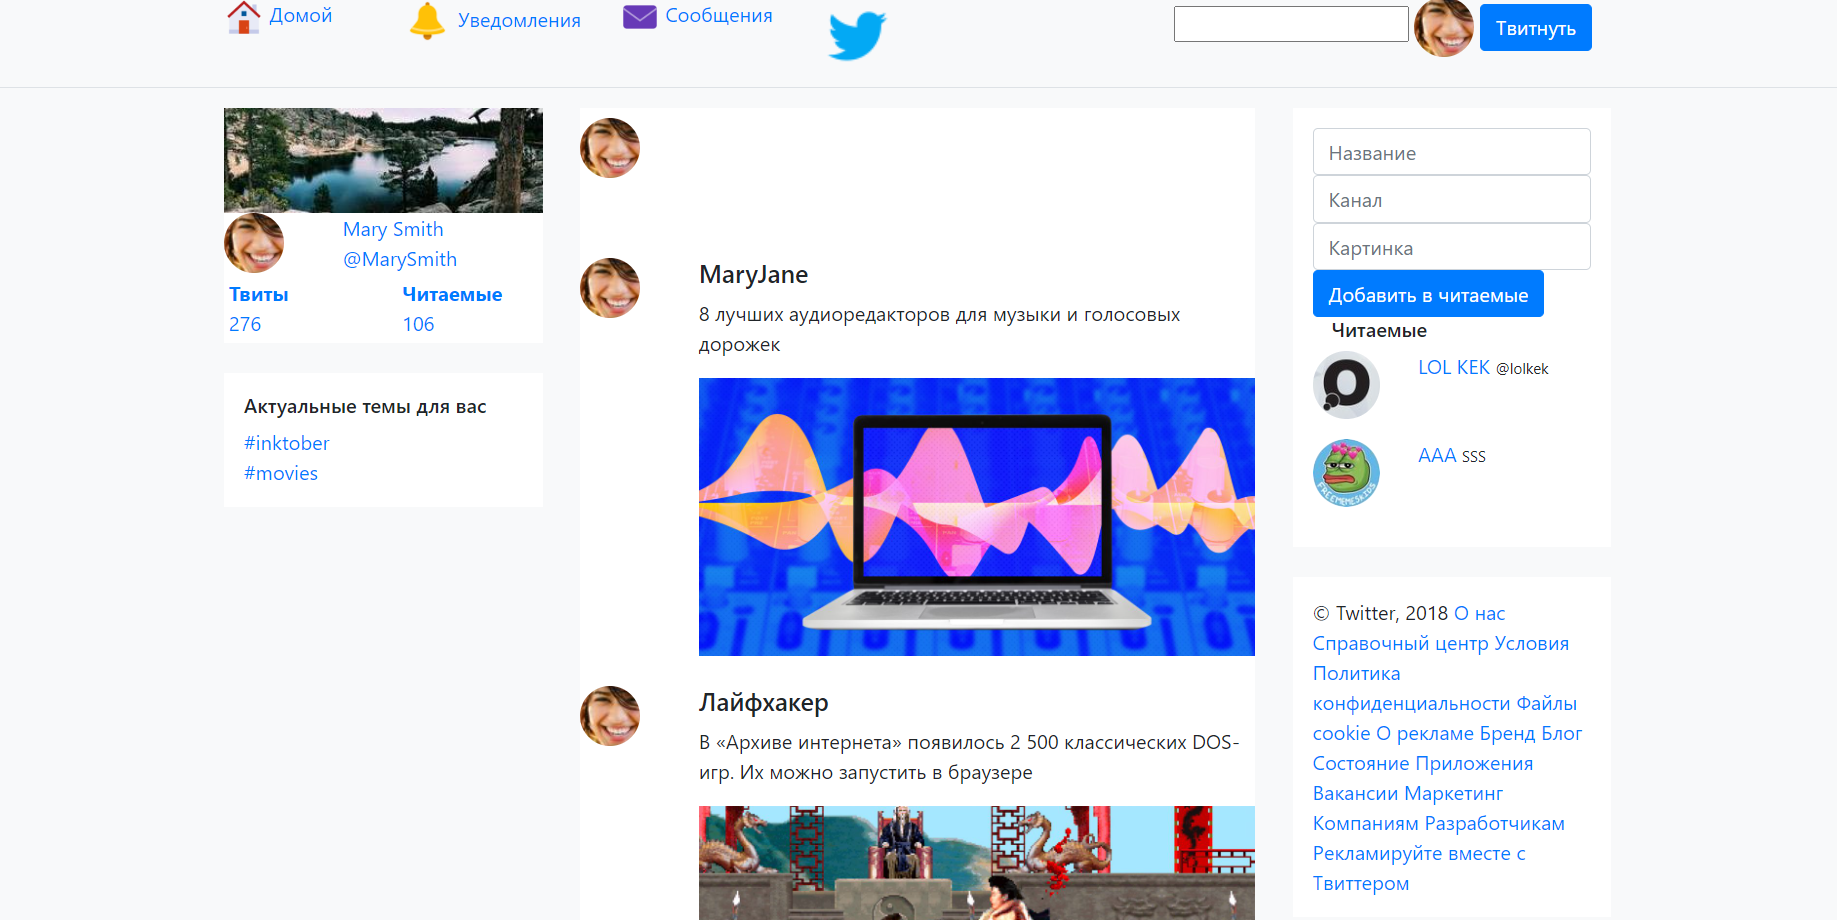 Домой
Уведомления
Сообщения
Твитнуть
Mary Smith
@MarySmith
Твиты
Читаемые
276
106
Актуальные темы для вас
#inktober
#movies
MaryJane
8 лучших аудиоредакторов для музыки и голосовых
дорожек
Лайфхакер
В «Архиве интернета» появилось 2 500 классических DOS-
игр. Их можно запустить в браузере
Название
Канал
Картинка
Добавить в читаемые
Читаемые
LOL KEK @lolkek
AAA sss
FREEMEMESKIDS
© Twitter, 2018 О нас
Справочный центр Условия
Политика
конфиденциальности Файлы
cookie О рекламе Бренд Блог
Состояние Приложения
Вакансии Маркетинг
Компаниям Разработчикам
Рекламируйте вместе с
Твиттером